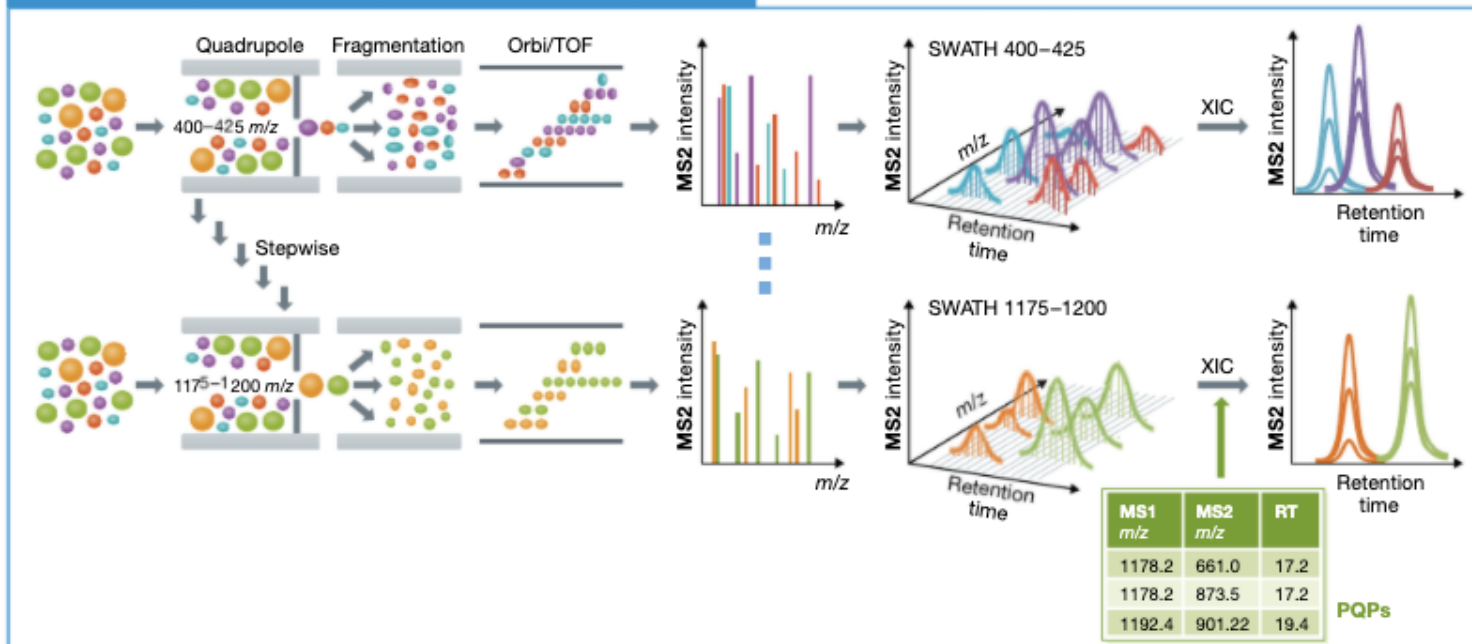 Quadrupole
Fragmentation
Orbi/TOF
400–425 m/z
MS2 intensity
m/z
SWATH 400–425
MS2 intensity
m/z
Retention
time
XIC
MS2 intensity
Retention
time
Stepwise
1175–1200 m/z
MS2 intensity
m/z
SWATH 1175–1200
MS2 intensity
m/z
Retention
time
XIC
MS2 intensity
Retention
time
MS1 MS2 RT
m/z m/z
1178.2 661.0 17.2
1178.2 873.5 17.2
1192.4 901.22 19.4
PQPs